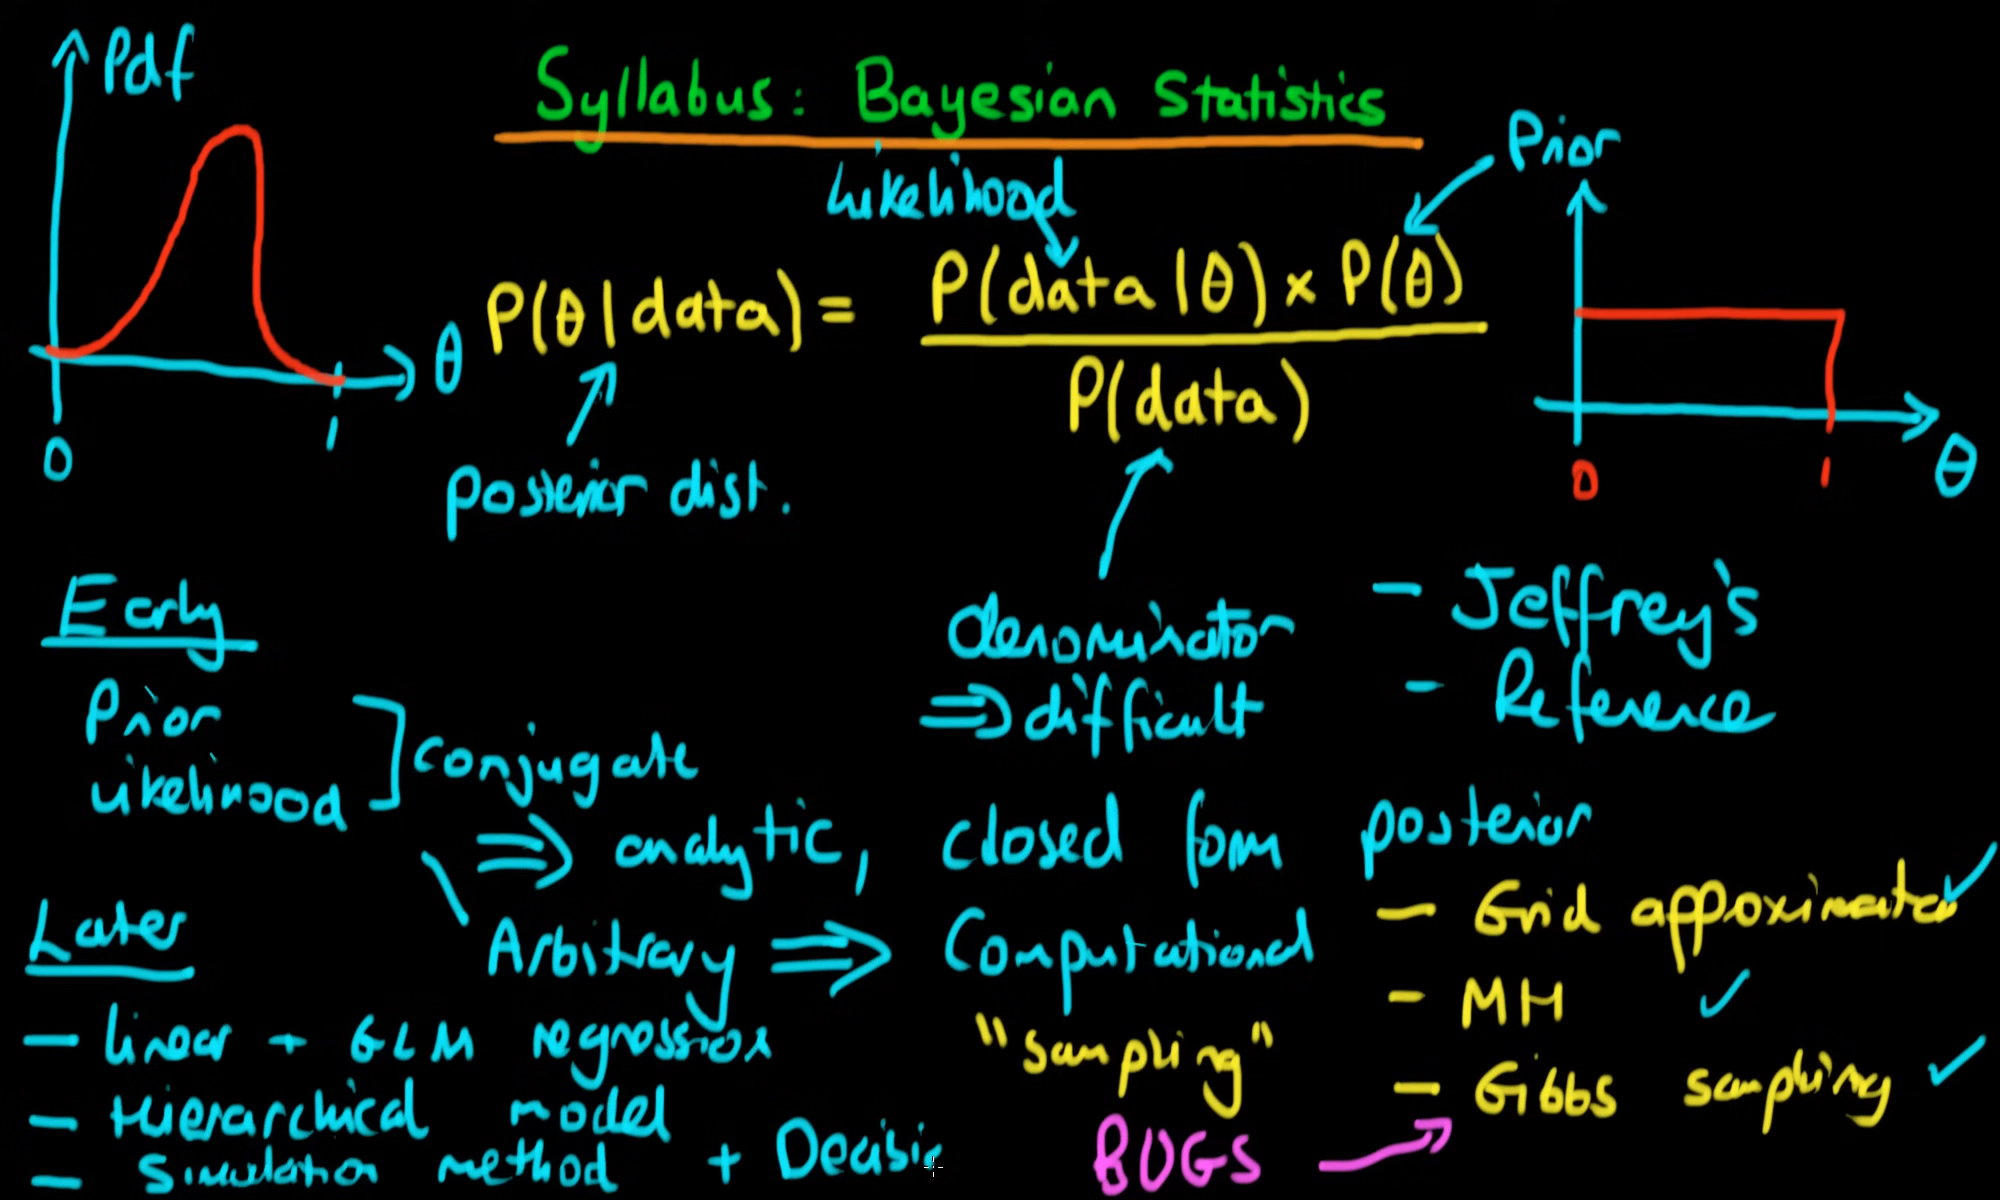 Pdf
Syllabus: Bayesian Statistics
Likelihood
Prior
P(θ|data) = P(data|θ) × P(θ)
P(data)
θ
0
1
posterior dist.
0
1
θ
Early
Prior
Likelihood
conjugate
⇒ analytic, closed form posterior
denominator
⇒ difficult
- Jeffrey's
- Reference
Arbitrary ⇒ Computational
"sampling"
- Grid appoximated ✓
- MH ✓
- Gibbs sampling ✓
BUGS
Later
- linear + GLM regression
- Hierarchical model
- Simulation method + Decisio